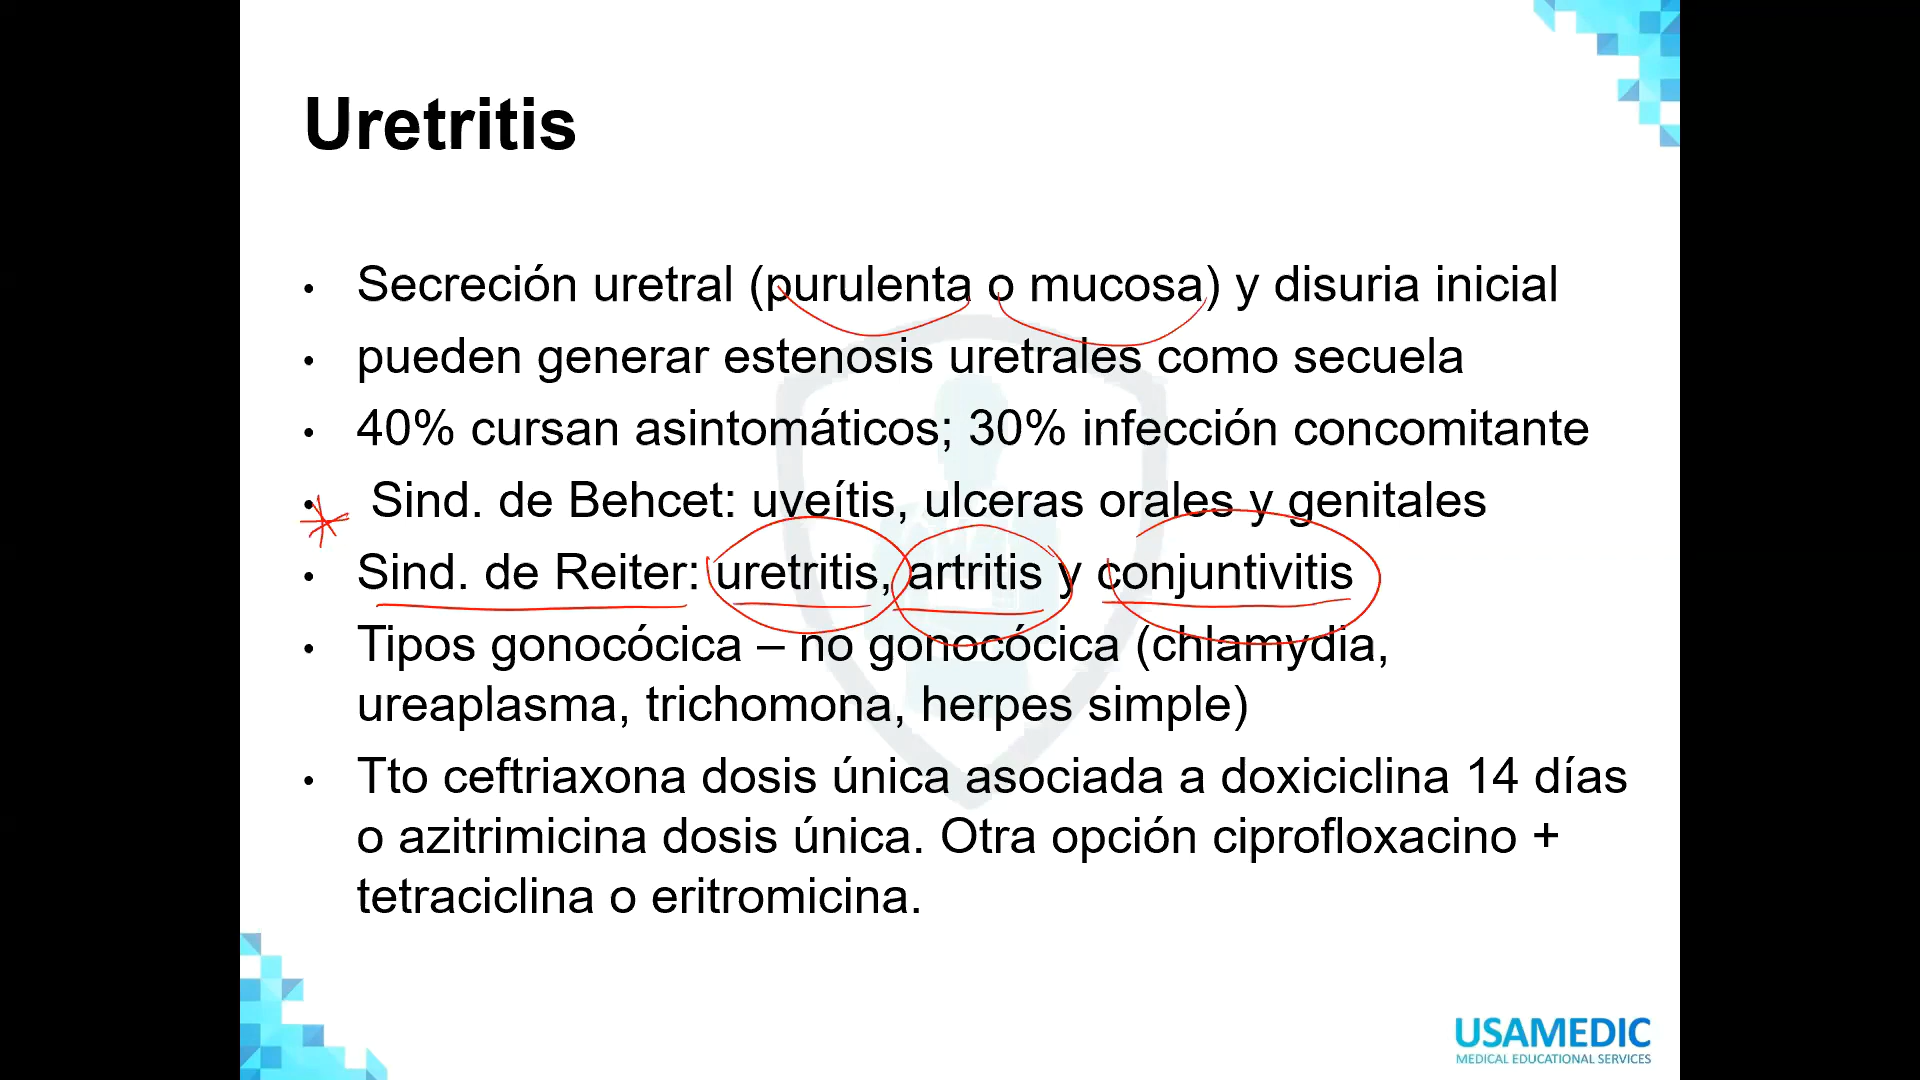 Uretritis
• Secreción uretral (purulenta o mucosa) y disuria inicial
• pueden generar estenosis uretrales como secuela
• 40% cursan asintomáticos; 30% infección concomitante
• Sind. de Behcet: uveítis, ulceras orales y genitales
• Sind. de Reiter: uretritis, artritis y conjuntivitis
• Tipos gonocócica – no gonocócica (chlamydia,
ureaplasma, trichomona, herpes simple)
• Tto ceftriaxona dosis única asociada a doxiciclina 14 días
o azitrimicina dosis única. Otra opción ciprofloxacino +
tetraciclina o eritromicina.
USAMEDIC
MEDICAL EDUCATIONAL SERVICES